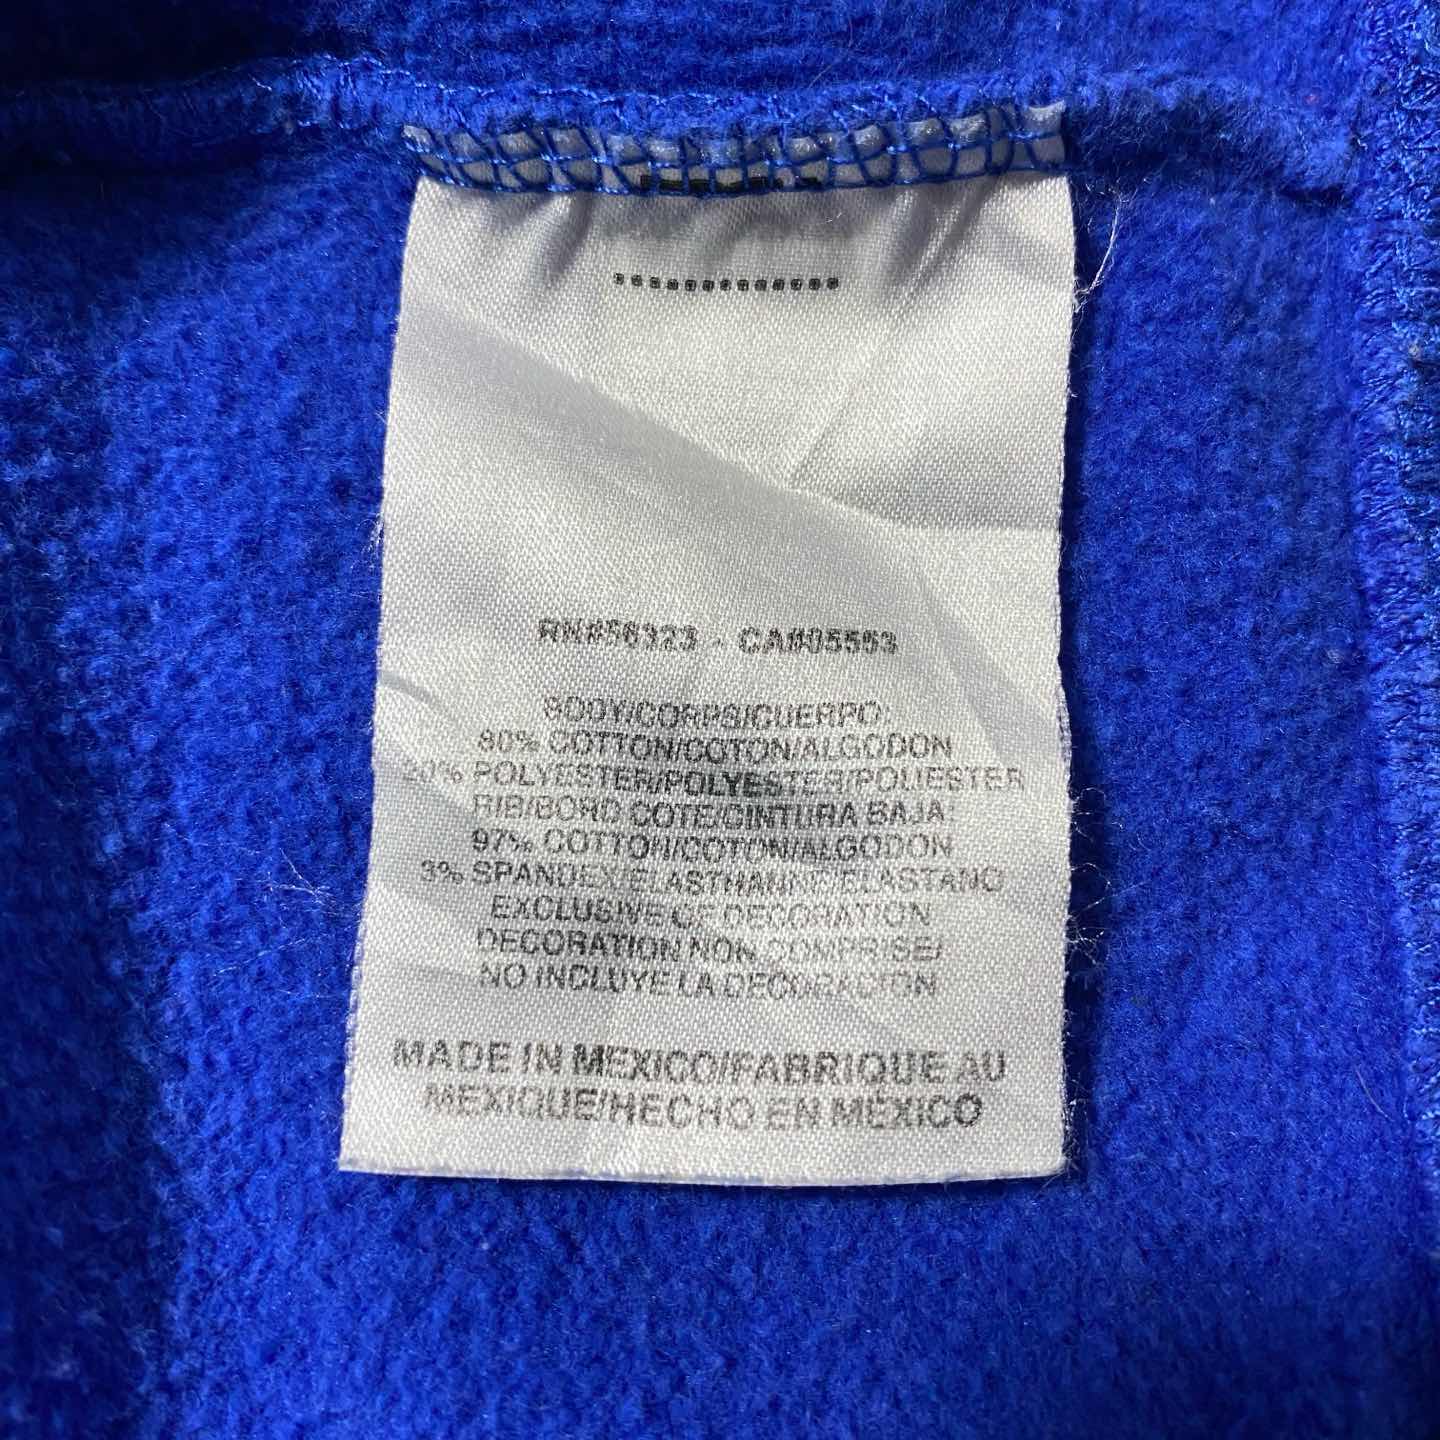 RN#56323 - CA#05553
BODY/CORPS/CUERPO:
80% COTTON/COTON/ALGODON
20% POLYESTER/POLYESTER/POLIESTER
RIB/BORD COTE/CINTURA BAJA:
97% COTTON/COTON/ALGODON
3% SPANDEX/ELASTHANNE/ELASTANO
EXCLUSIVE OF DECORATION
DECORATION NON COMPRISE/
NO INCLUYE LA DECORACION
MADE IN MEXICO/FABRIQUE AU
MEXIQUE/HECHO EN MÉXICO